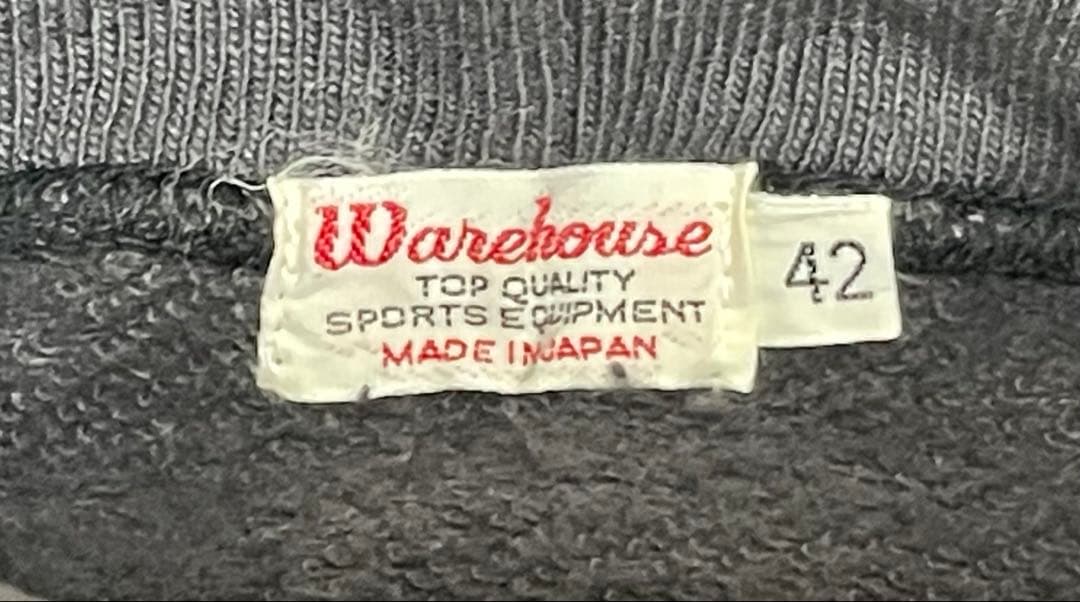 Warehouse
TOP QUALITY
SPORTS EQUIPMENT
MADE IN JAPAN
42